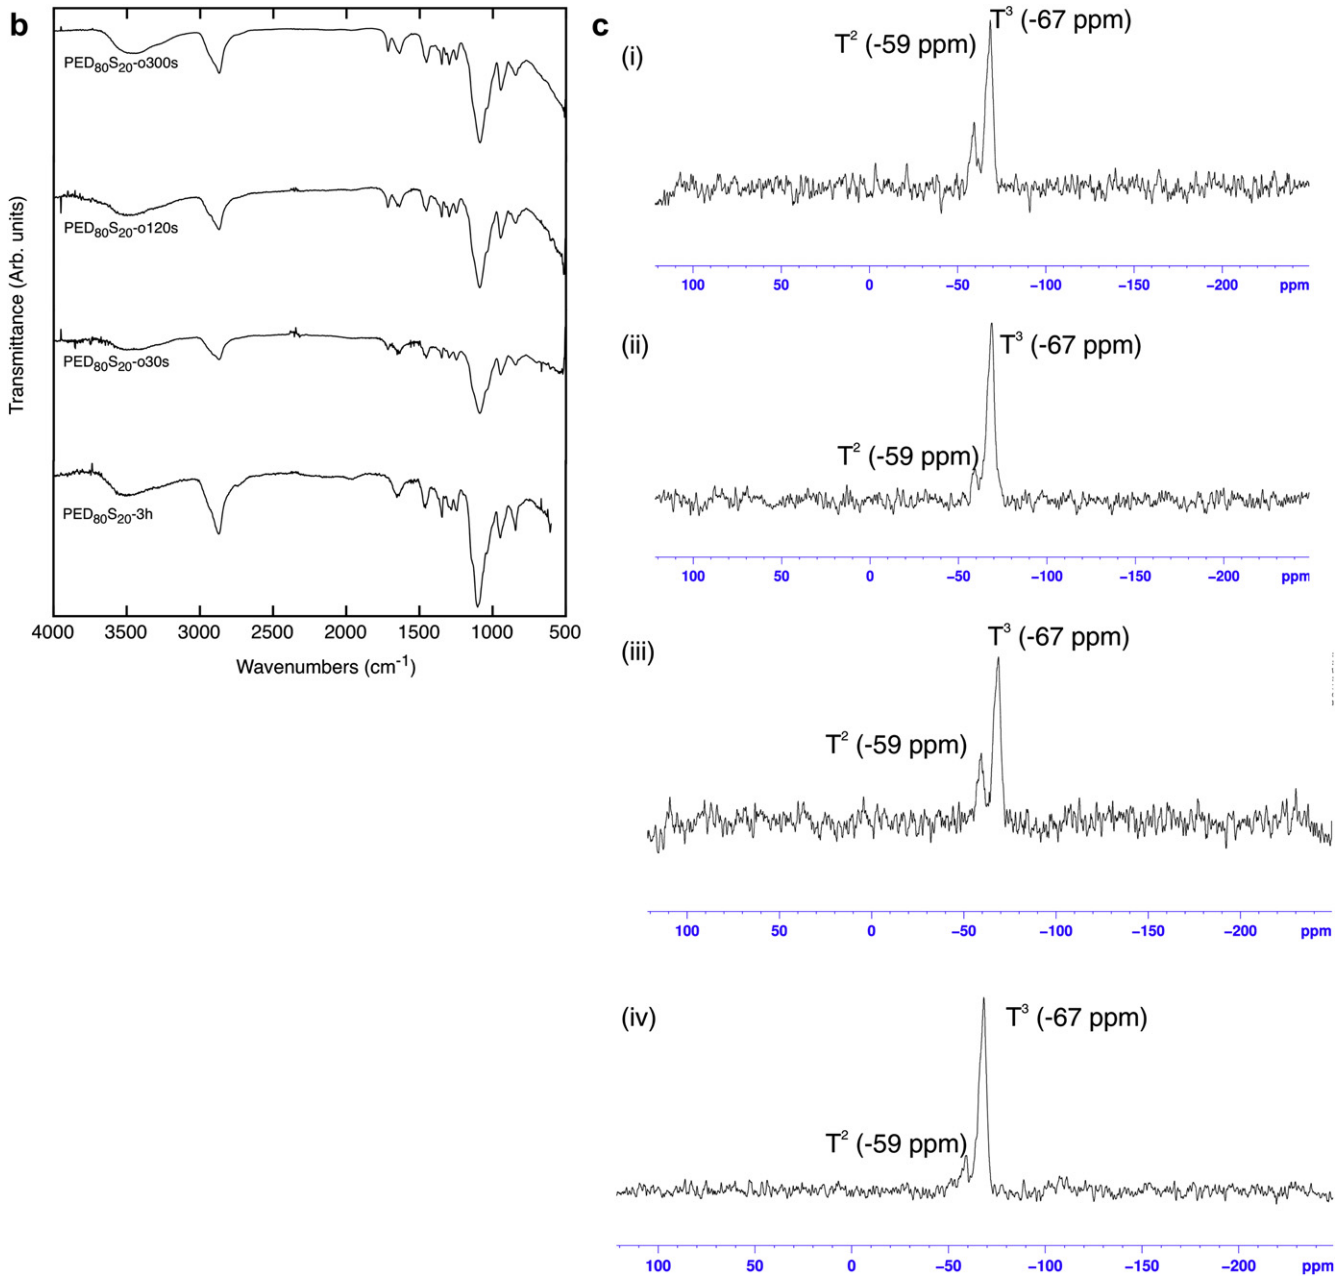 b
PED80S20-o300s
PED80S20-o120s
PED80S20-o30s
PED80S20-3h
Transmittance (Arb. units)
4000 3500 3000 2500 2000 1500 1000 500
Wavenumbers (cm-1)
c
(i)
T2 (-59 ppm)
T3 (-67 ppm)
100 50 0 −50 −100 −150 −200 ppm
(ii)
T3 (-67 ppm)
T2 (-59 ppm)
100 50 0 −50 −100 −150 −200 ppm
(iii)
T3 (-67 ppm)
T2 (-59 ppm)
100 50 0 −50 −100 −150 −200 ppm
(iv)
T3 (-67 ppm)
T2 (-59 ppm)
100 50 0 −50 −100 −150 −200 ppm